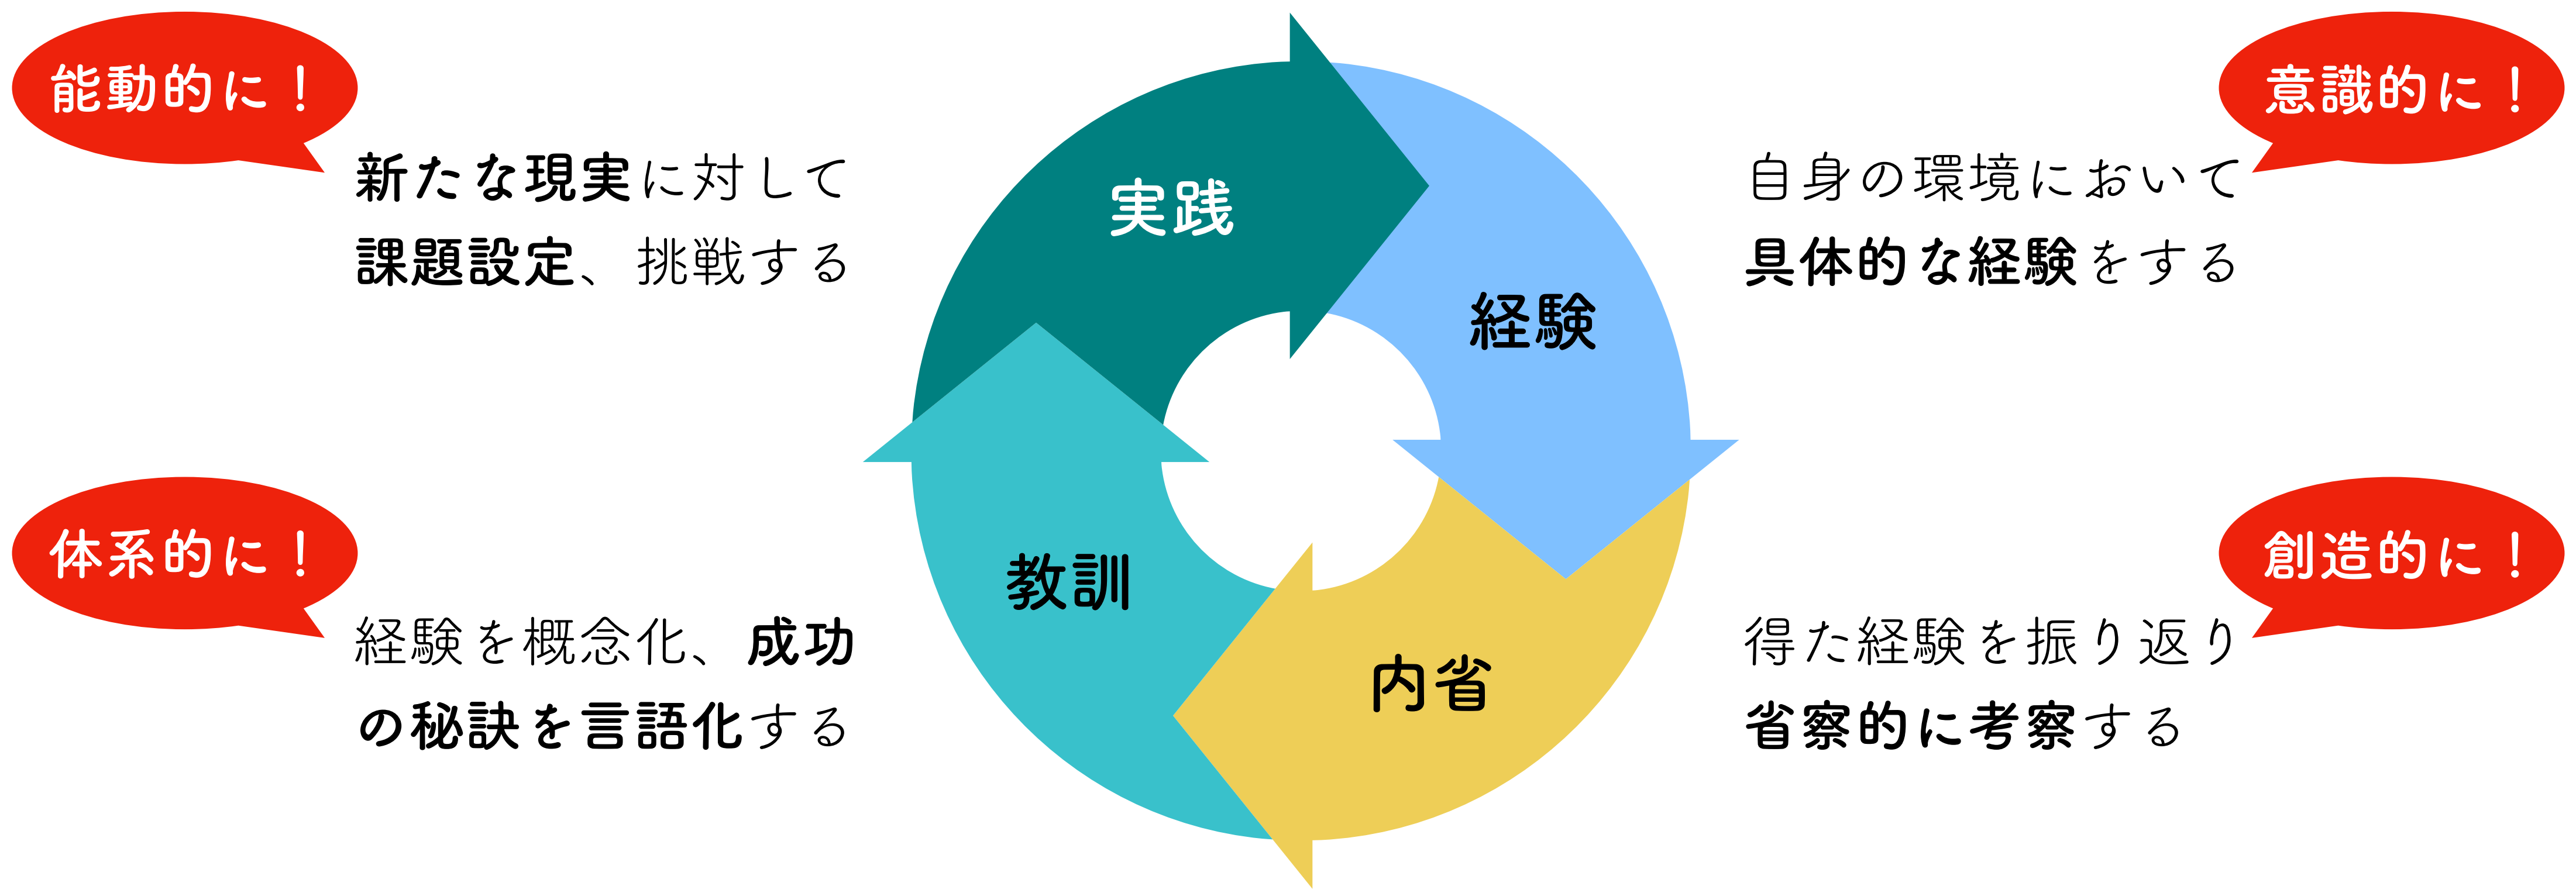 能動的に！
新たな現実に対して
課題設定、挑戦する
実践
経験
意識的に！
自身の環境において
具体的な経験をする
体系的に！
経験を概念化、成功
の秘訣を言語化する
教訓
内省
創造的に！
得た経験を振り返り
省察的に考察する